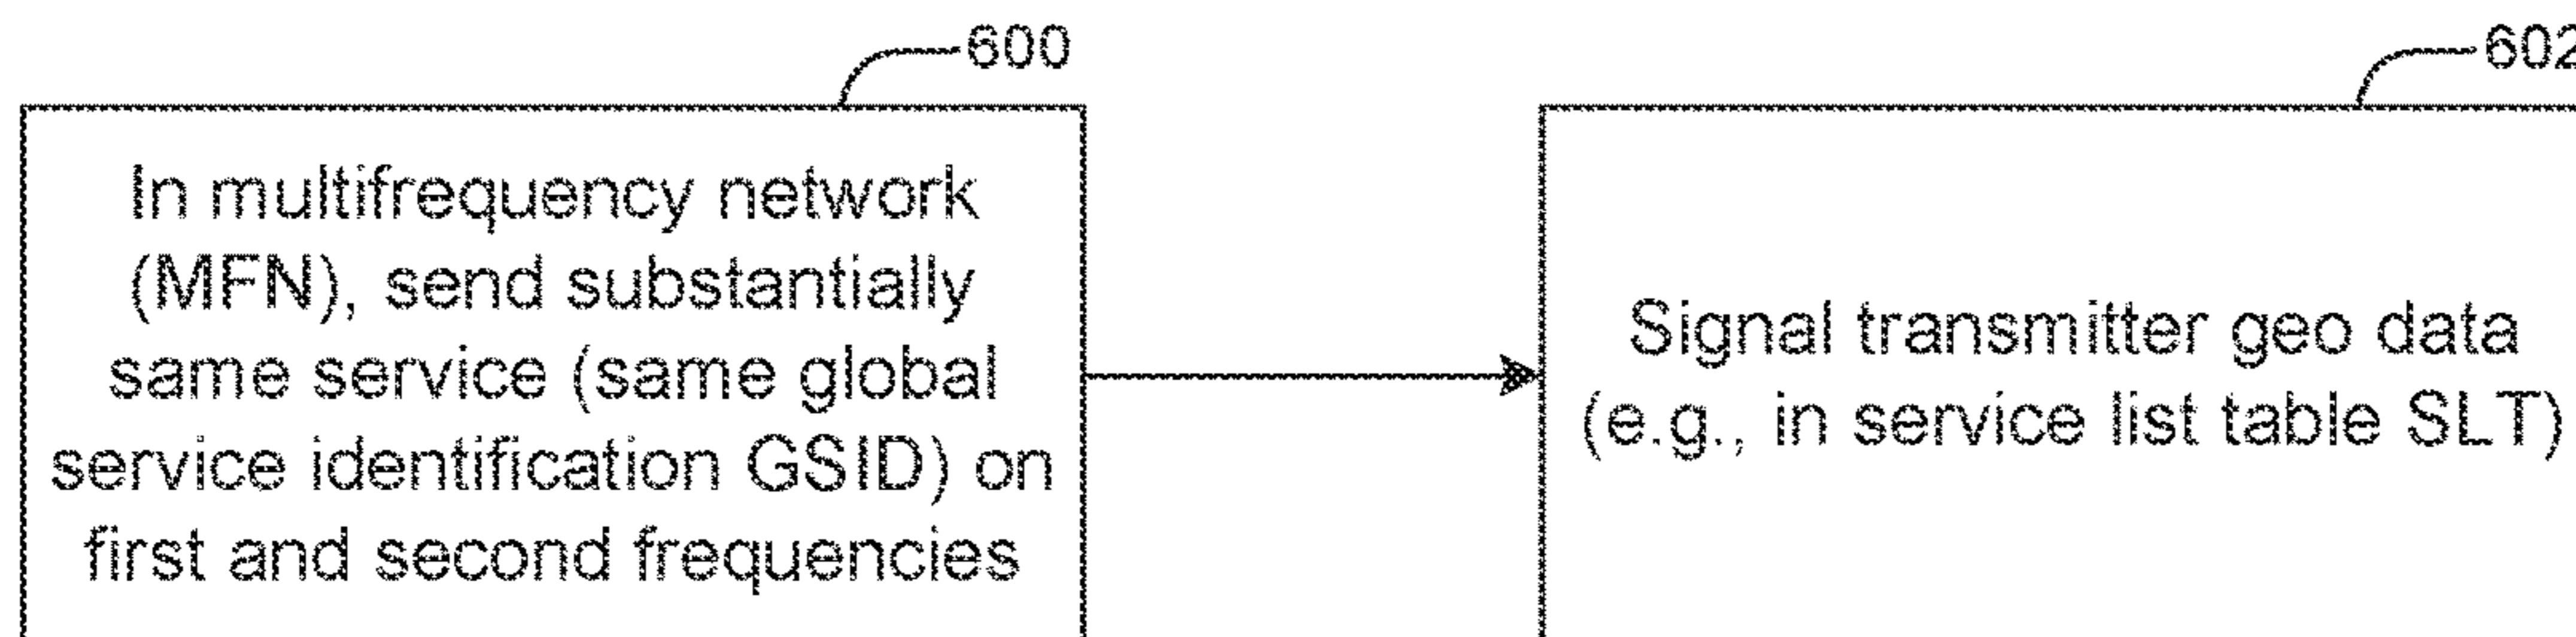 600
In multifrequency network
(MFN), send substantially
same service (same global
service identification GSID) on
first and second frequencies
602
Signal transmitter geo data
(e.g., in service list table SLT)